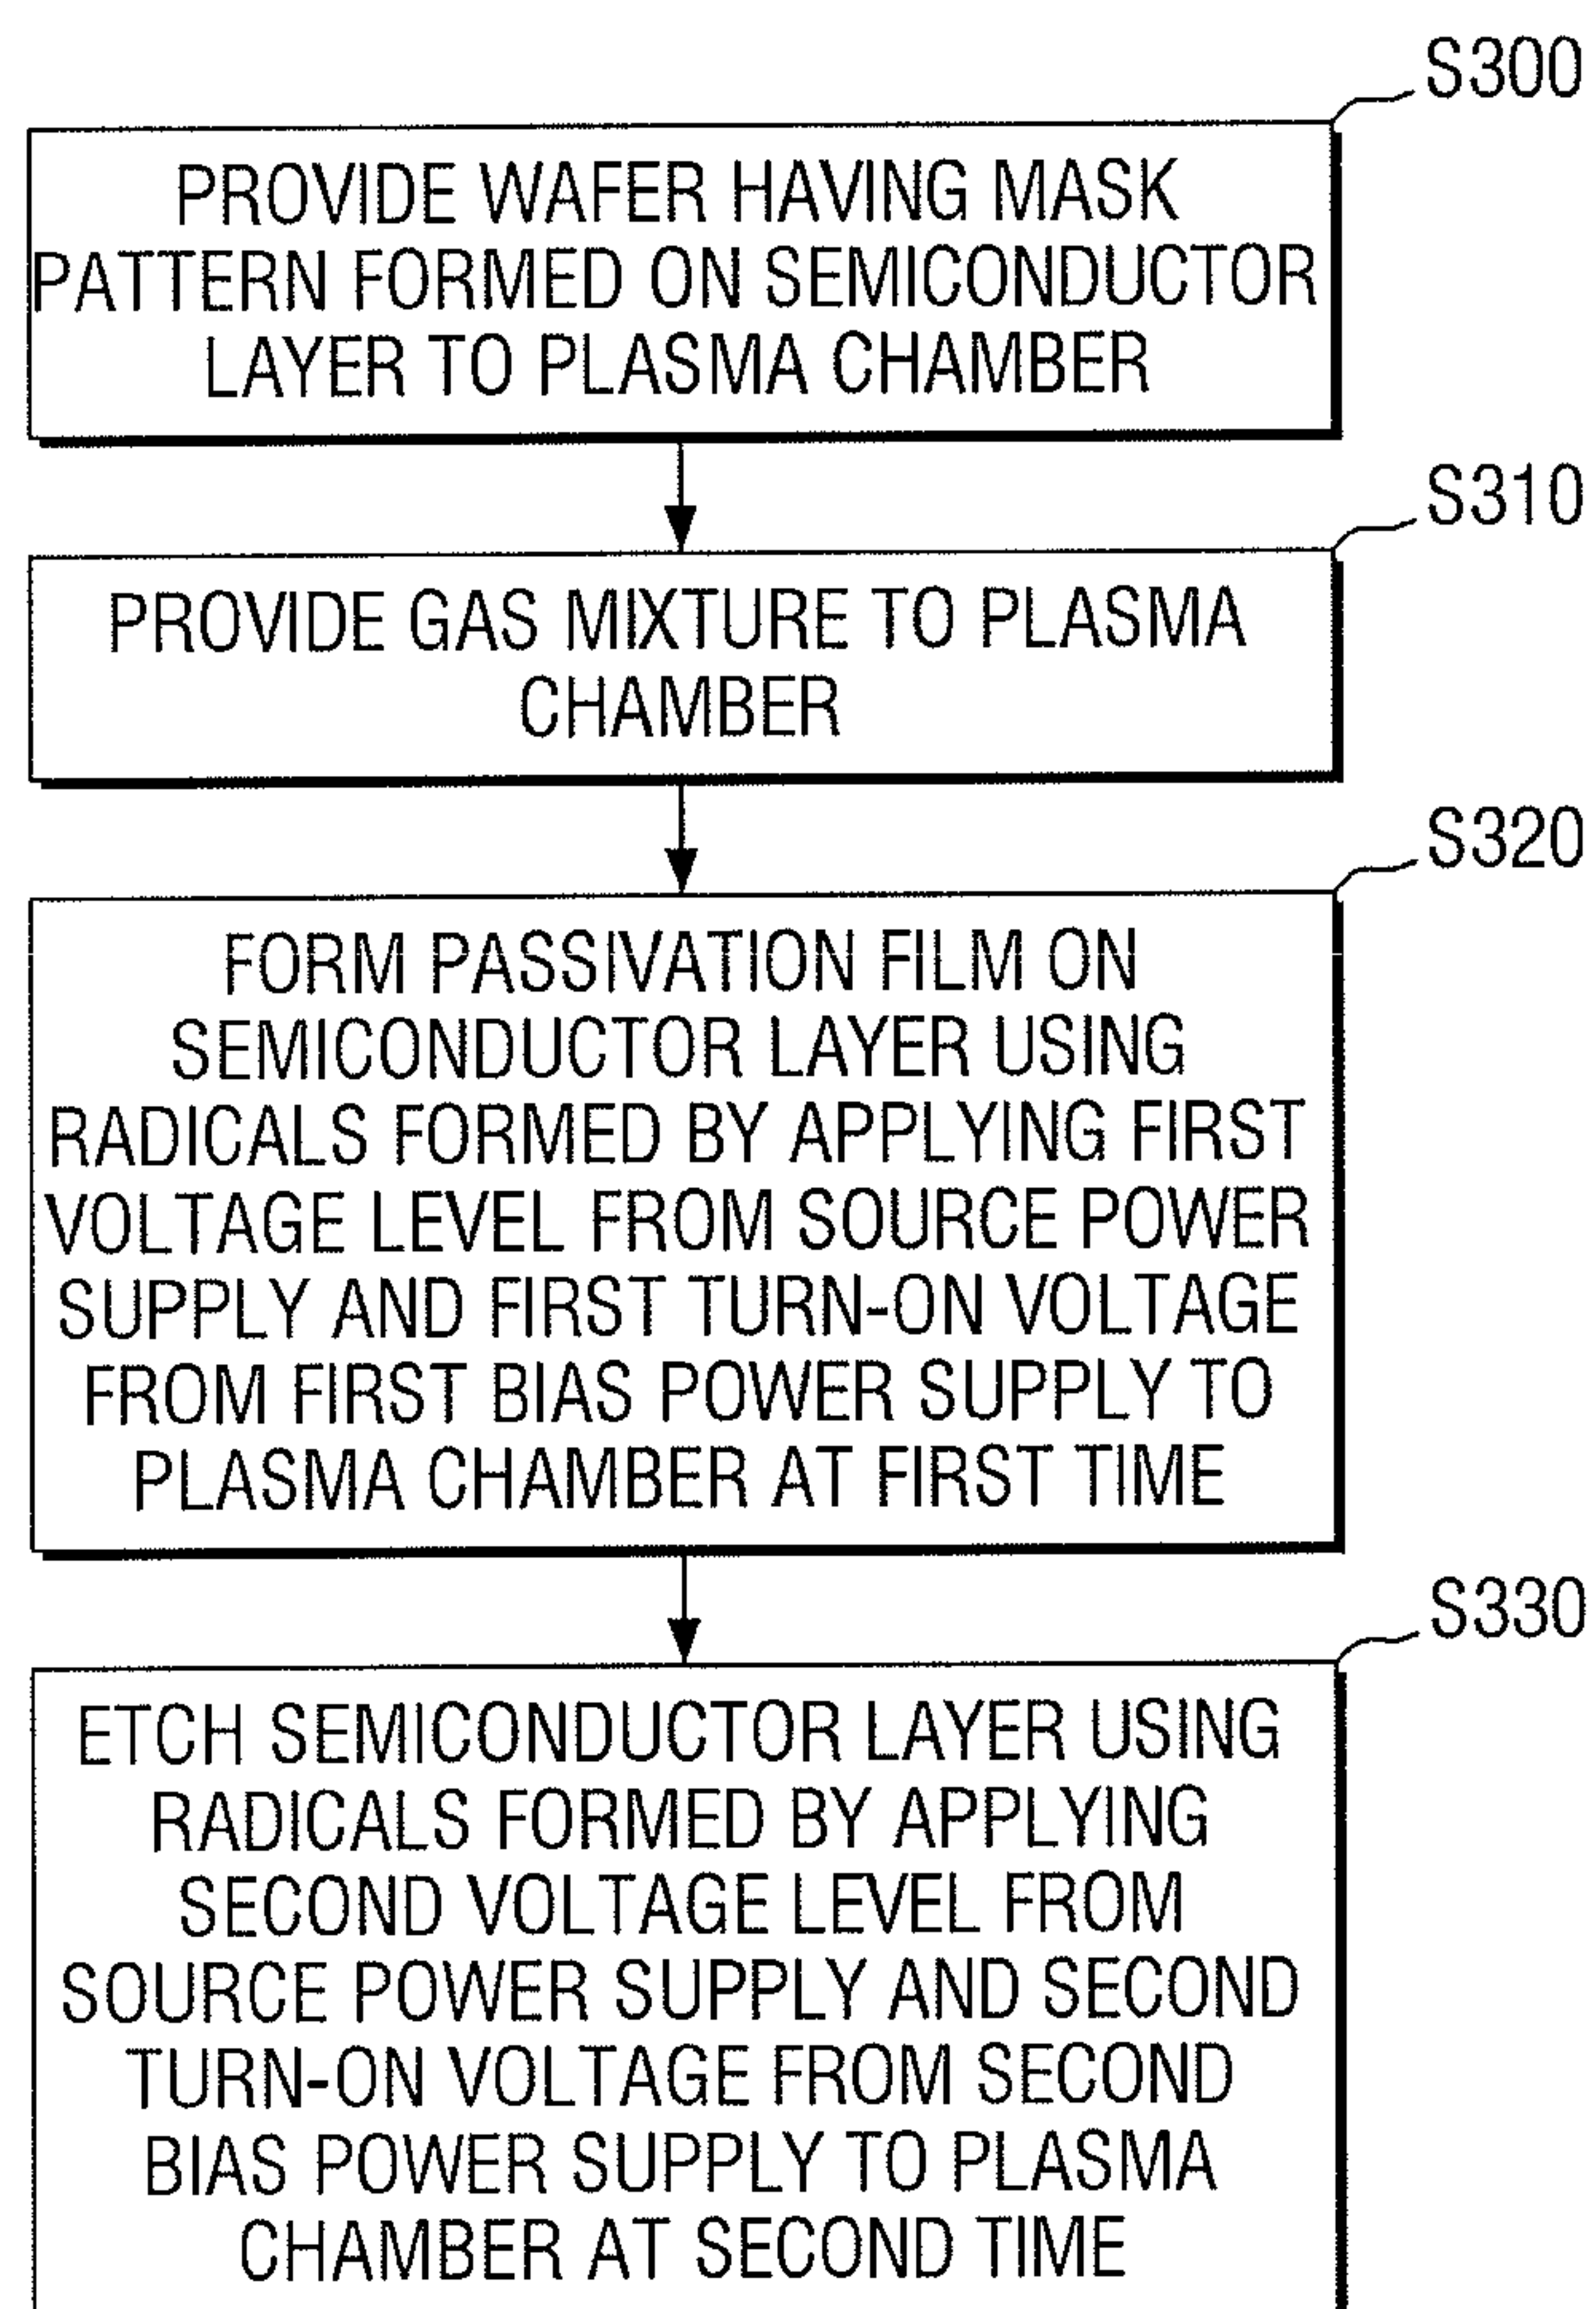 S300
PROVIDE WAFER HAVING MASK
PATTERN FORMED ON SEMICONDUCTOR
LAYER TO PLASMA CHAMBER
S310
PROVIDE GAS MIXTURE TO PLASMA
CHAMBER
S320
FORM PASSIVATION FILM ON
SEMICONDUCTOR LAYER USING
RADICALS FORMED BY APPLYING FIRST
VOLTAGE LEVEL FROM SOURCE POWER
SUPPLY AND FIRST TURN-ON VOLTAGE
FROM FIRST BIAS POWER SUPPLY TO
PLASMA CHAMBER AT FIRST TIME
S330
ETCH SEMICONDUCTOR LAYER USING
RADICALS FORMED BY APPLYING
SECOND VOLTAGE LEVEL FROM
SOURCE POWER SUPPLY AND SECOND
TURN-ON VOLTAGE FROM SECOND
BIAS POWER SUPPLY TO PLASMA
CHAMBER AT SECOND TIME